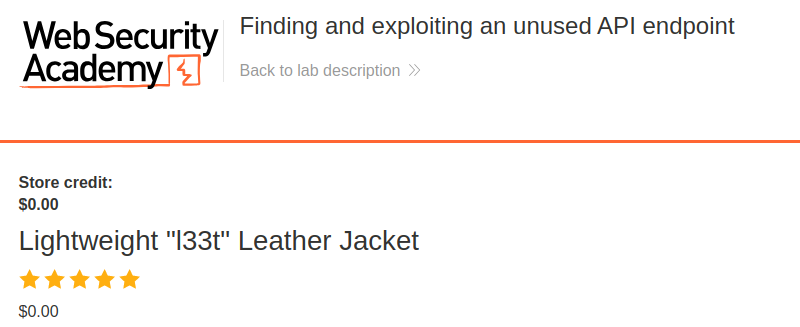 Web Security
Academy
Finding and exploiting an unused API endpoint
Back to lab description
Store credit:
$0.00
Lightweight "l33t" Leather Jacket
$0.00